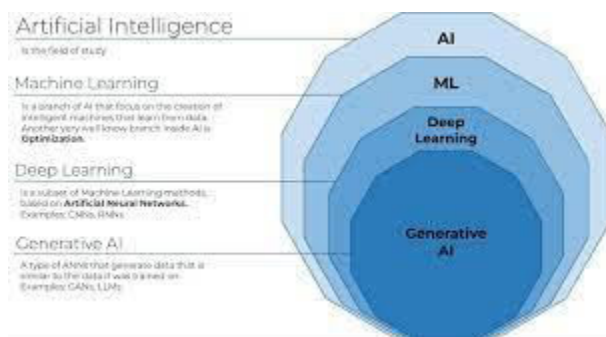 Artificial Intelligence
Is the field of study
Machine Learning
Is a branch of AI that focus on the creation of
intelligent machines that learn from data.
Another very well know branch inside AI is
Optimization.
Deep Learning
Is a subset of Machine Learning methods,
based on Artificial Neural Networks.
Examples: CNNs, RNNs
Generative AI
A type of ANNs that generate data that is
similar to the data it was trained on
Examples: GANs, LLMs
AI
ML
Deep
Learning
Generative
AI